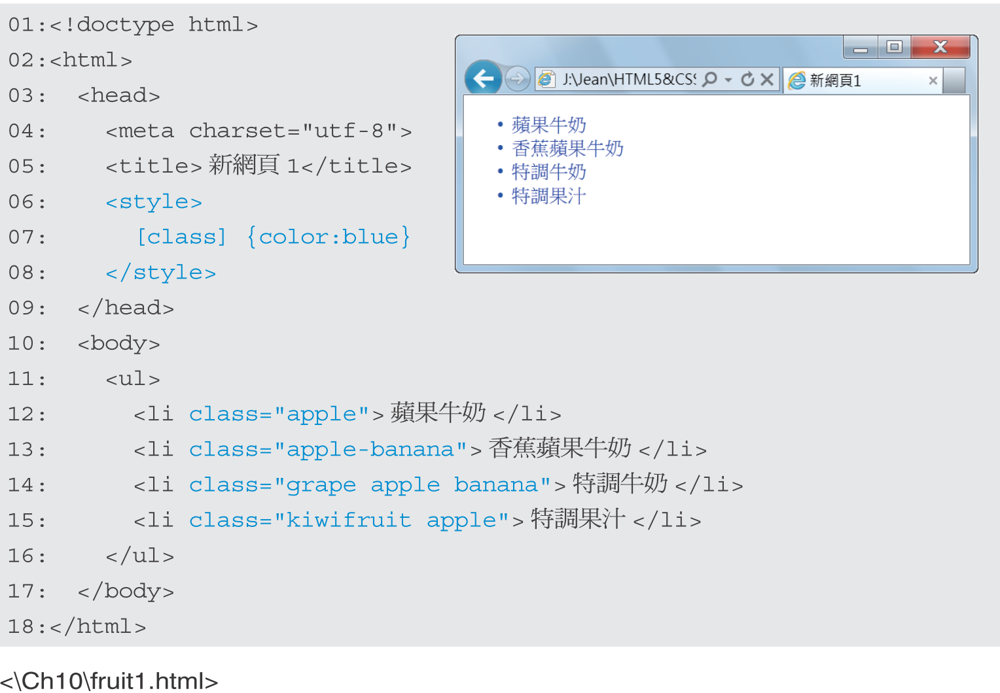 01:<!doctype html>
02:<html>
03:  <head>
04:    <meta charset="utf-8">
05:    <title>新網頁 1</title>
06:    <style>
07:      [class] {color:blue}
08:    </style>
09:  </head>
10:  <body>
11:    <ul>
12:      <li class="apple">蘋果牛奶</li>
13:      <li class="apple-banana">香蕉蘋果牛奶</li>
14:      <li class="grape apple banana">特調牛奶</li>
15:      <li class="kiwifruit apple">特調果汁</li>
16:    </ul>
17:  </body>
18:</html>
J:\Jean\HTML5&CSS
新網頁1
• 蘋果牛奶
• 香蕉蘋果牛奶
• 特調牛奶
• 特調果汁
<\Ch10\fruit1.html>